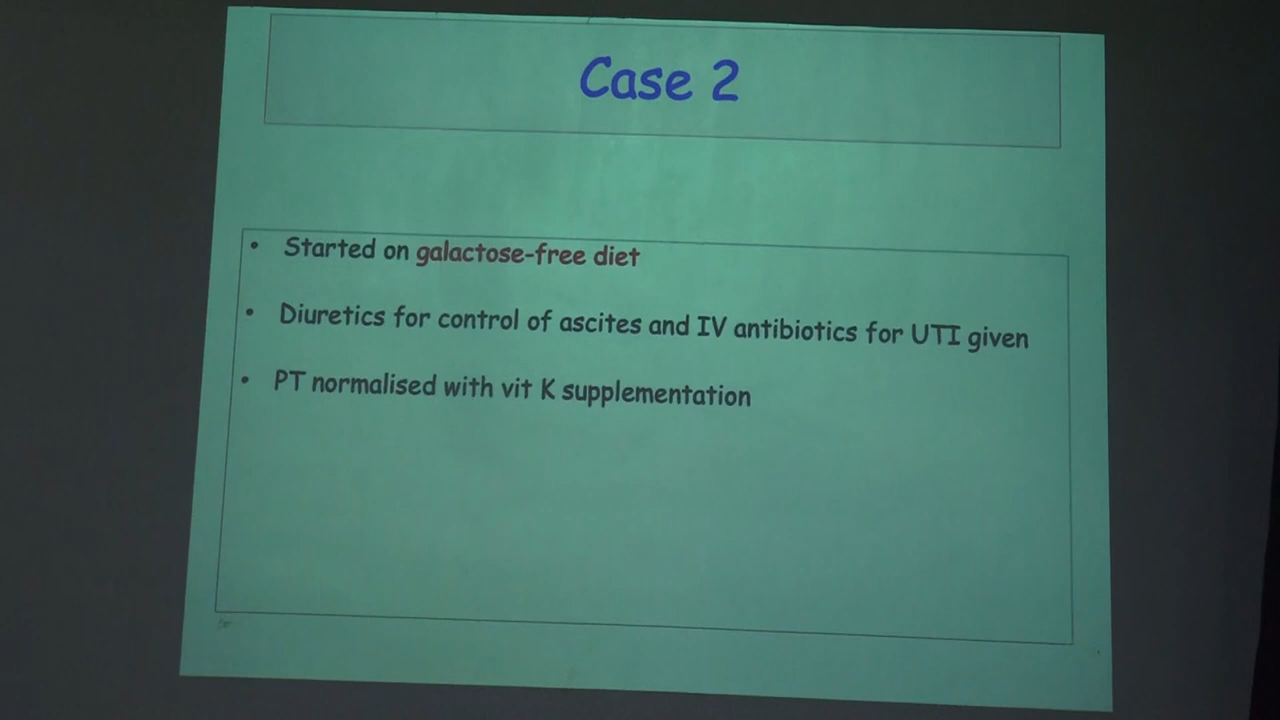 Case 2
• Started on galactose-free diet
• Diuretics for control of ascites and IV antibiotics for UTI given
• PT normalised with vit K supplementation